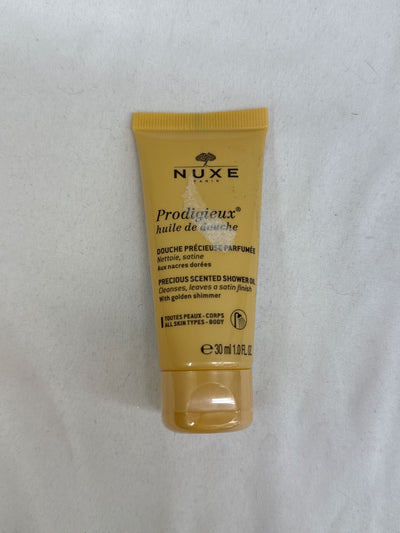 NUXE
PARIS
Prodigieux®
huile de douche
DOUCHE PRÉCIEUSE PARFUMÉE
Nettoie, satine
Aux nacres dorées
PRECIOUS SCENTED SHOWER OIL
Cleanses, leaves a satin finish
With golden shimmer
TOUTES PEAUX - CORPS
ALL SKIN TYPES - BODY
℮ 30 ml 1.0 FL. OZ.